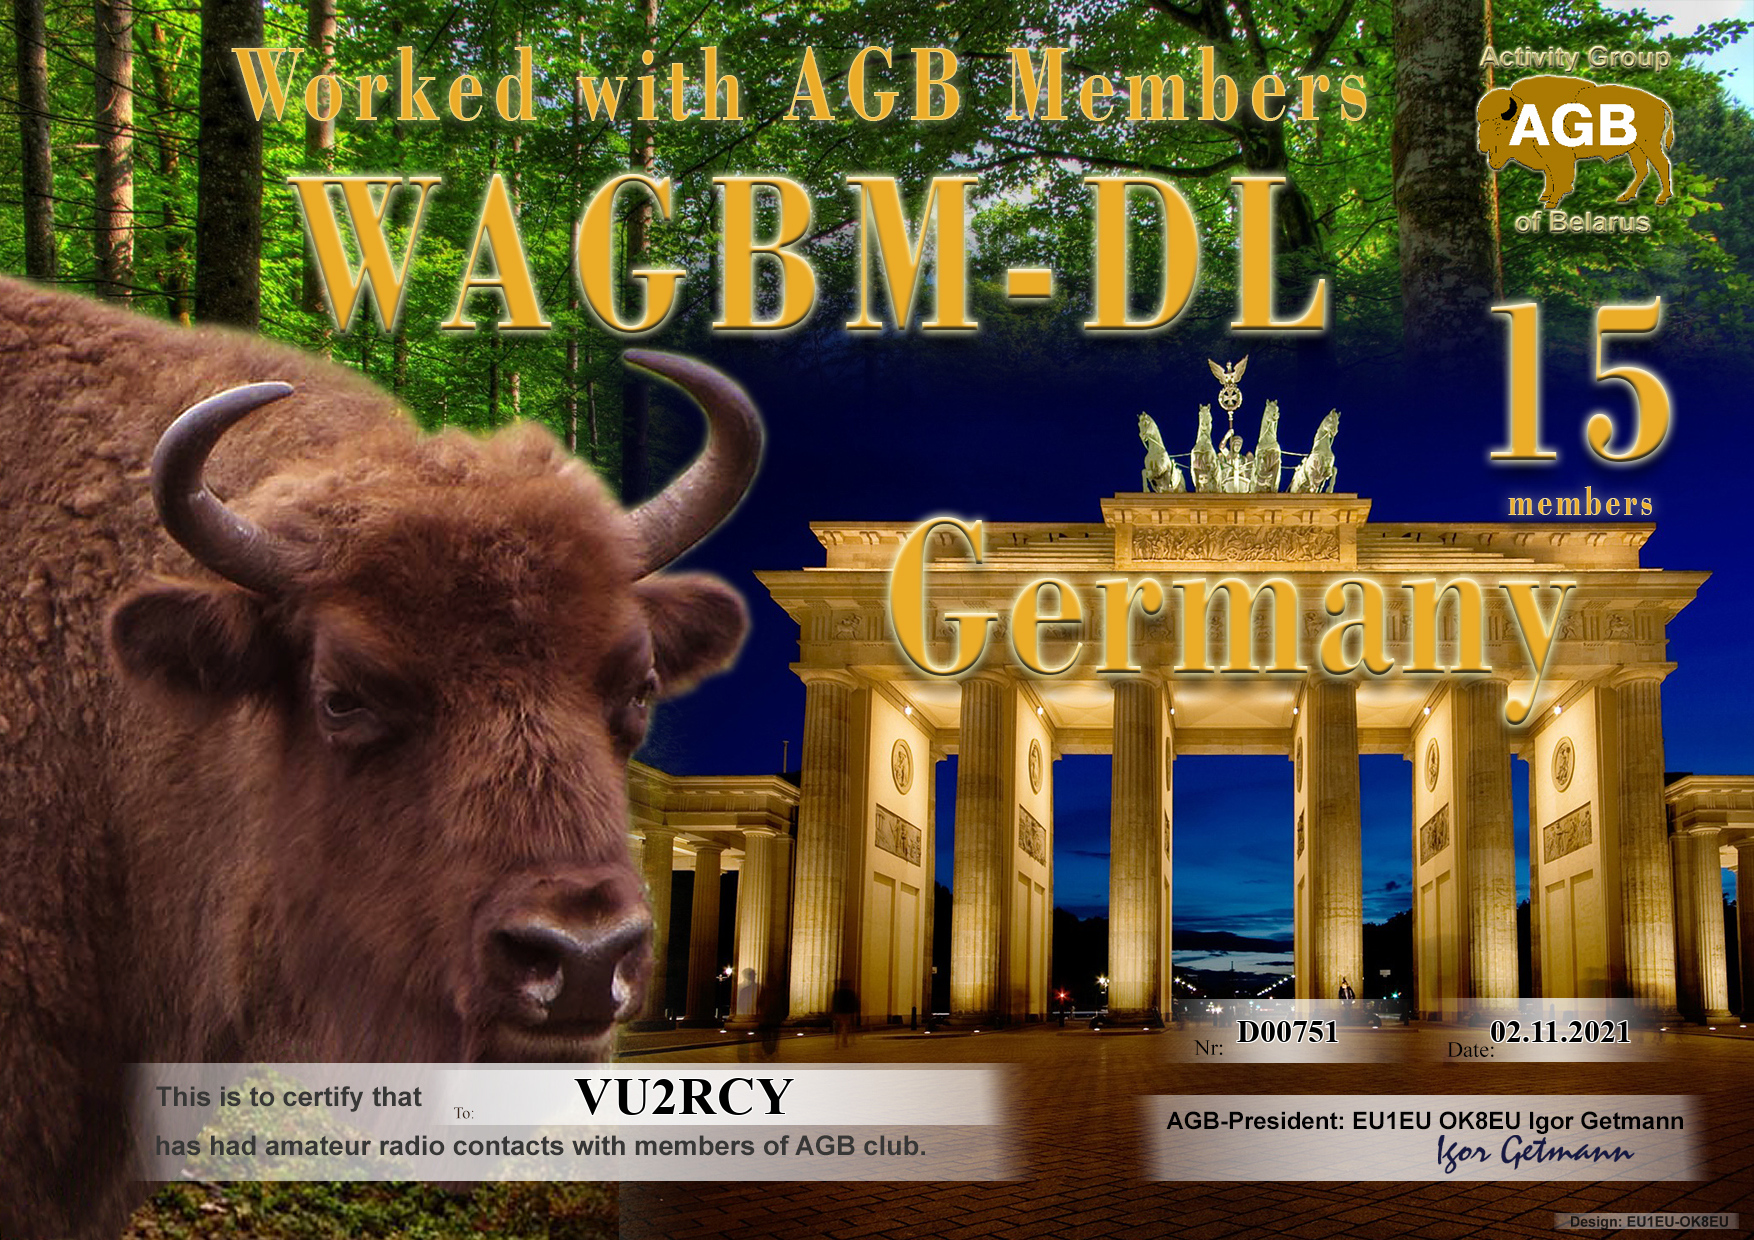 Worked with AGB Members
Activity Group
AGB
of Belarus
WAGBM-DL
15
members
Germany
Nr: D00751
Date: 02.11.2021
This is to certify that To: VU2RCY
has had amateur radio contacts with members of AGB club.
AGB-President: EU1EU OK8EU Igor Getmann
Igor Getmann
Design: EU1EU-OK8EU